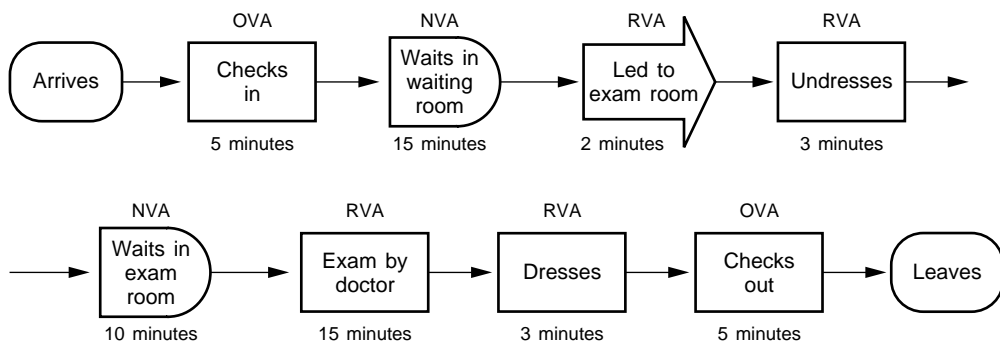 OVA
NVA
RVA
RVA
Arrives
Checks
in
Waits in
waiting
room
Led to
exam room
Undresses
5 minutes
15 minutes
2 minutes
3 minutes
NVA
RVA
RVA
OVA
Waits in
exam
room
Exam by
doctor
Dresses
Checks
out
Leaves
10 minutes
15 minutes
3 minutes
5 minutes